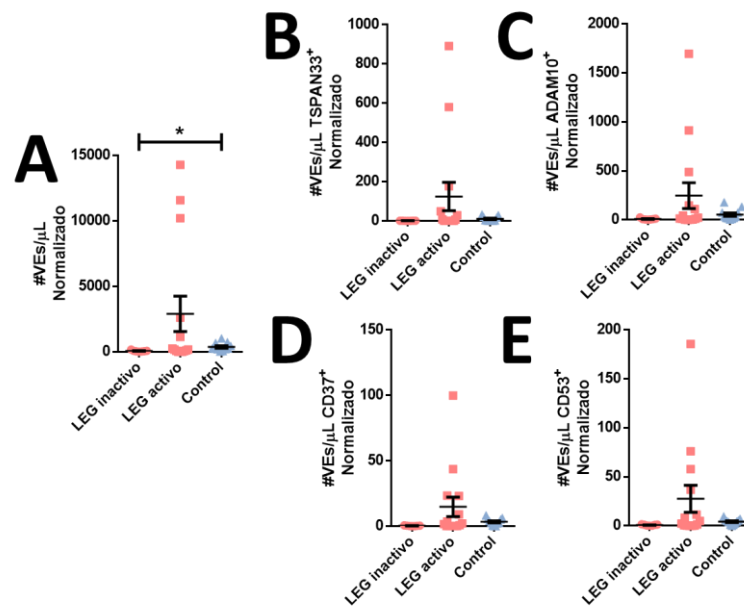 A
*
#VEs/µL
Normalizado
15000
10000
5000
0
LEG inactivo
LEG activo
Control
B
#VEs/µL TSPAN33+
Normalizado
1000
800
600
400
200
0
LEG inactivo
LEG activo
Control
C
#VEs/µL ADAM10+
Normalizado
2000
1500
1000
500
0
LEG inactivo
LEG activo
Control
D
#VEs/µL CD37+
Normalizado
150
100
50
0
LEG inactivo
LEG activo
Control
E
#VEs/µL CD53+
Normalizado
200
150
100
50
0
LEG inactivo
LEG activo
Control